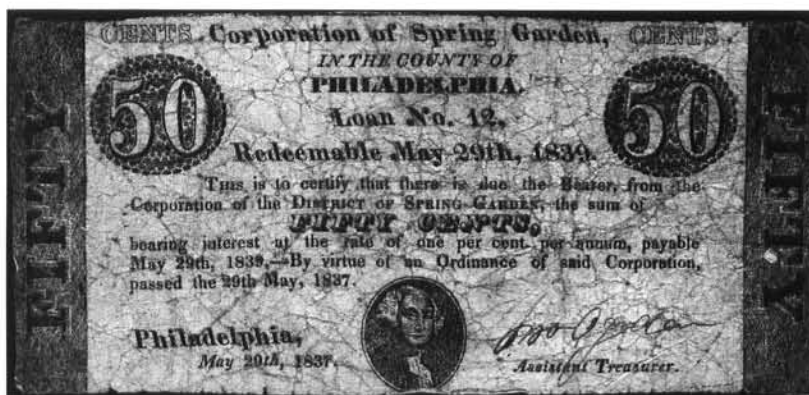 CENTS. Corporation of Spring Garden, CENTS.
IN THE COUNTY OF
PHILADELPHIA.
50 Loan No. 12, 50
Redeemable May 29th, 1839.
THIS is to certify that there is due the Bearer, from the
Corporation of the DISTRICT OF SPRING GARDEN, the sum of
FIFTY CENTS,
bearing interest at the rate of one per cent. per annum, payable
May 29th, 1839.—By virtue of an Ordinance of said Corporation,
passed the 29th May, 1837.
Philadelphia,
May 29th, 1837.
Assistant Treasurer.
FIFTY
FIFTY